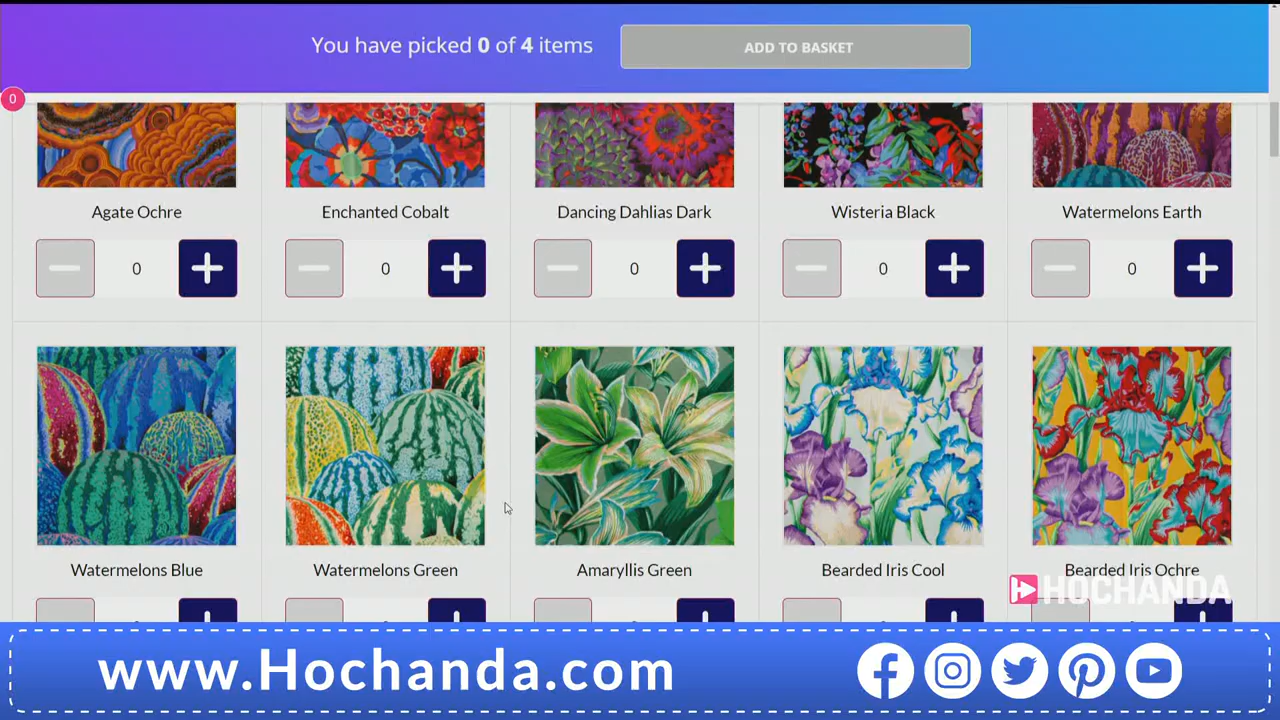 You have picked 0 of 4 items
ADD TO BASKET
0
Agate Ochre
Enchanted Cobalt
Dancing Dahlias Dark
Wisteria Black
Watermelons Earth
0
0
0
0
0
Watermelons Blue
Watermelons Green
Amaryllis Green
Bearded Iris Cool
Bearded Iris Ochre
HOCHANDA
www.Hochanda.com